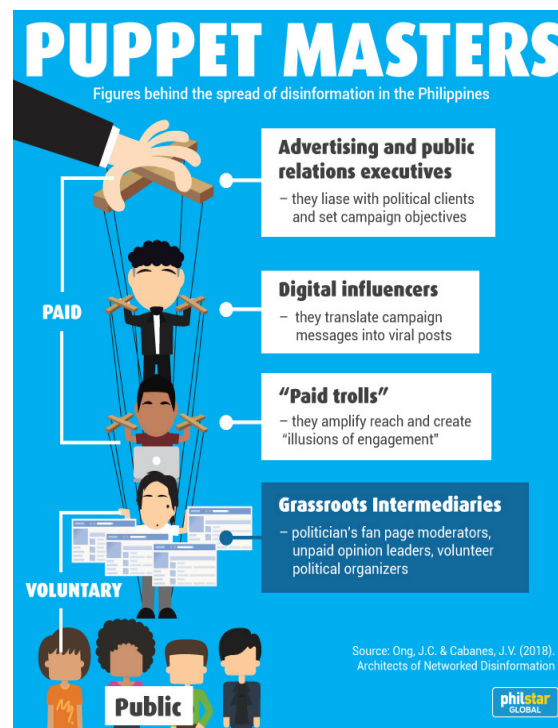 PUPPET MASTERS
Figures behind the spread of disinformation in the Philippines
Advertising and public
relations executives
– they liase with political clients
and set campaign objectives
PAID
Digital influencers
– they translate campaign
messages into viral posts
“Paid trolls”
– they amplify reach and create
“illusions of engagement”
Grassroots Intermediaries
– politician's fan page moderators,
unpaid opinion leaders, volunteer
political organizers
VOLUNTARY
Public
Source: Ong, J.C. & Cabanes, J.V. (2018).
Architects of Networked Disinformation
philstar
GLOBAL